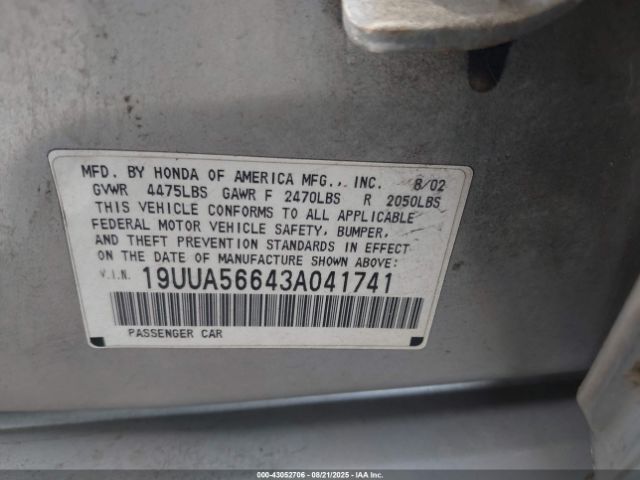 MFD. BY HONDA OF AMERICA MFG., INC. 8/02
GVWR 4475LBS GAWR F 2470LBS R 2050LBS
THIS VEHICLE CONFORMS TO ALL APPLICABLE
FEDERAL MOTOR VEHICLE SAFETY, BUMPER,
AND THEFT PREVENTION STANDARDS IN EFFECT
ON THE DATE OF MANUFACTURE SHOWN ABOVE:
V.I.N. 19UUA56643A041741
PASSENGER CAR
000-43052706 - 08/21/2025 - IAAI.COM